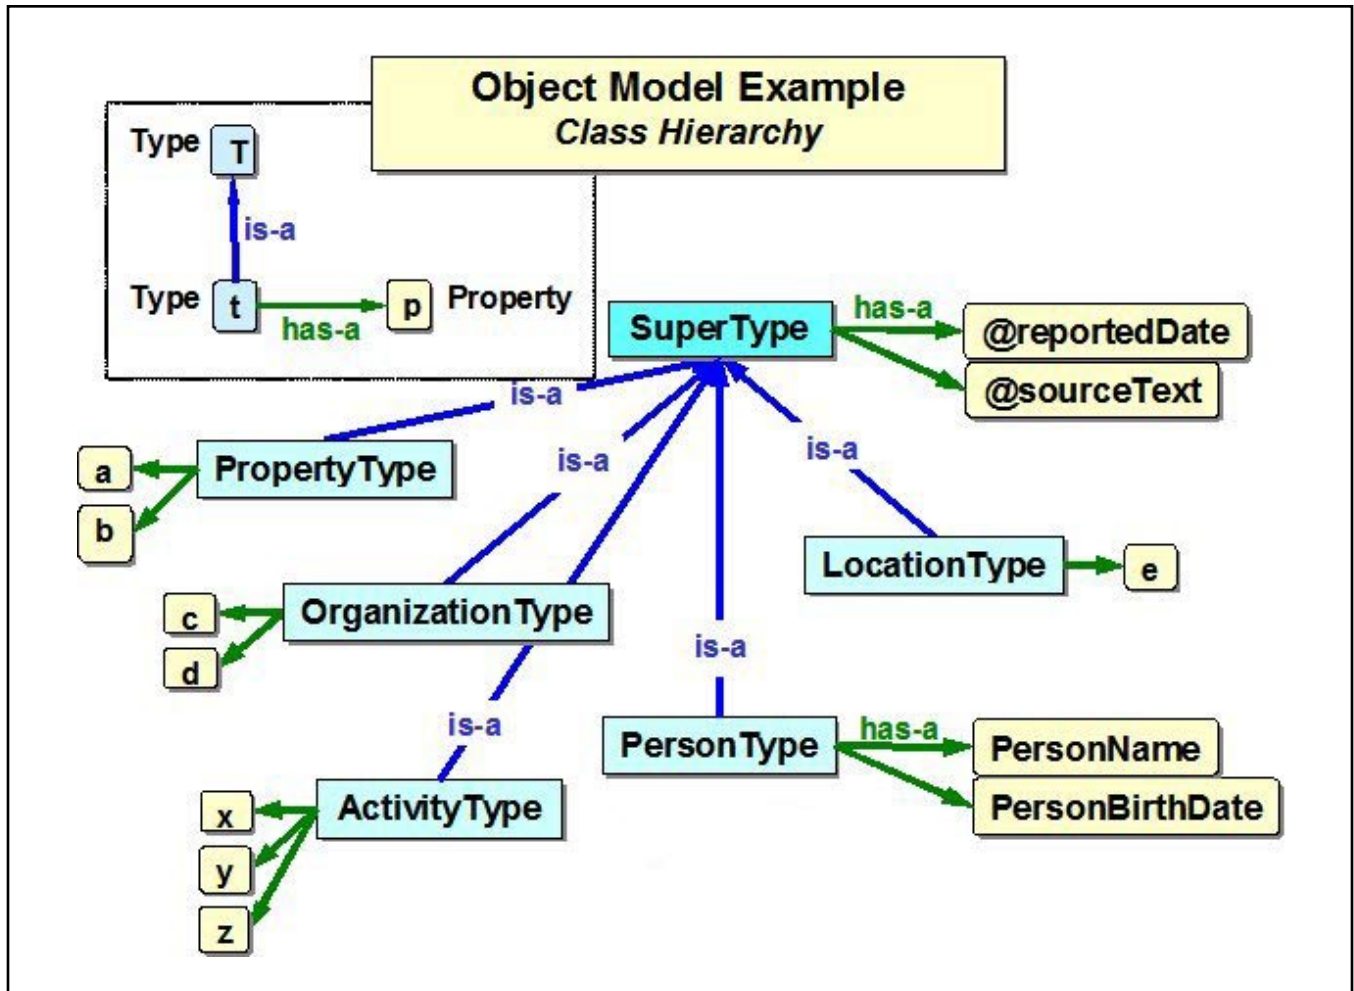 Object Model Example
Class Hierarchy
Type T
is-a
Type t
has-a
p Property
SuperType
has-a
@reportedDate
@sourceText
is-a
PropertyType
a
b
is-a
is-a
LocationType
e
OrganizationType
c
d
is-a
is-a
PersonType
has-a
PersonName
PersonBirthDate
ActivityType
x
y
z